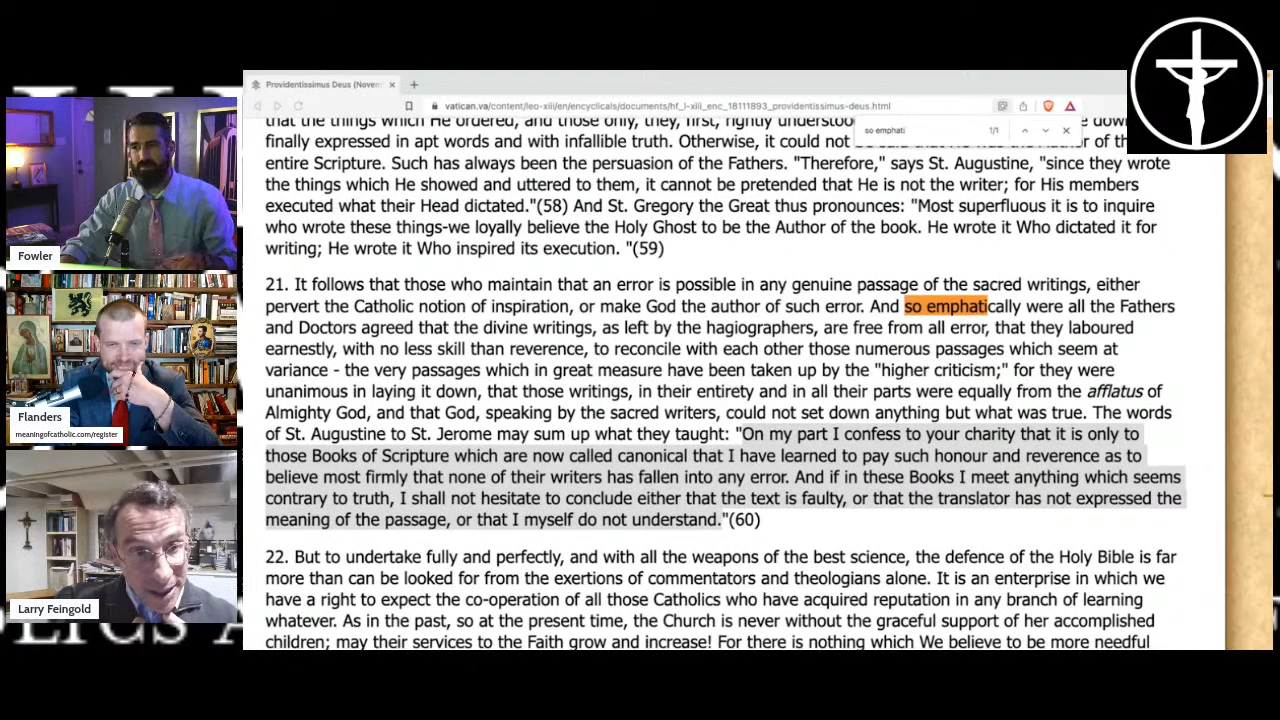 Providentissimus Deus (Novem
vatican.va/content/leo-xiii/en/encyclicals/documents/hf_l-xiii_enc_18111893_providentissimus-deus.html
so emphati
1/1
that the things which He ordered, and those only, they, first, rightly understoo
finally expressed in apt words and with infallible truth. Otherwise, it could not
entire Scripture. Such has always been the persuasion of the Fathers. "Therefore," says St. Augustine, "since they wrote
the things which He showed and uttered to them, it cannot be pretended that He is not the writer; for His members
executed what their Head dictated."(58) And St. Gregory the Great thus pronounces: "Most superfluous it is to inquire
who wrote these things-we loyally believe the Holy Ghost to be the Author of the book. He wrote it Who dictated it for
writing; He wrote it Who inspired its execution. "(59)
21. It follows that those who maintain that an error is possible in any genuine passage of the sacred writings, either
pervert the Catholic notion of inspiration, or make God the author of such error. And so emphatically were all the Fathers
and Doctors agreed that the divine writings, as left by the hagiographers, are free from all error, that they laboured
earnestly, with no less skill than reverence, to reconcile with each other those numerous passages which seem at
variance - the very passages which in great measure have been taken up by the "higher criticism;" for they were
unanimous in laying it down, that those writings, in their entirety and in all their parts were equally from the afflatus of
Almighty God, and that God, speaking by the sacred writers, could not set down anything but what was true. The words
of St. Augustine to St. Jerome may sum up what they taught: "On my part I confess to your charity that it is only to
those Books of Scripture which are now called canonical that I have learned to pay such honour and reverence as to
believe most firmly that none of their writers has fallen into any error. And if in these Books I meet anything which seems
contrary to truth, I shall not hesitate to conclude either that the text is faulty, or that the translator has not expressed the
meaning of the passage, or that I myself do not understand."(60)
22. But to undertake fully and perfectly, and with all the weapons of the best science, the defence of the Holy Bible is far
more than can be looked for from the exertions of commentators and theologians alone. It is an enterprise in which we
have a right to expect the co-operation of all those Catholics who have acquired reputation in any branch of learning
whatever. As in the past, so at the present time, the Church is never without the graceful support of her accomplished
children; may their services to the Faith grow and increase! For there is nothing which We believe to be more needful
Fowler
Flanders
meaningofcatholic.com/register
Larry Feingold